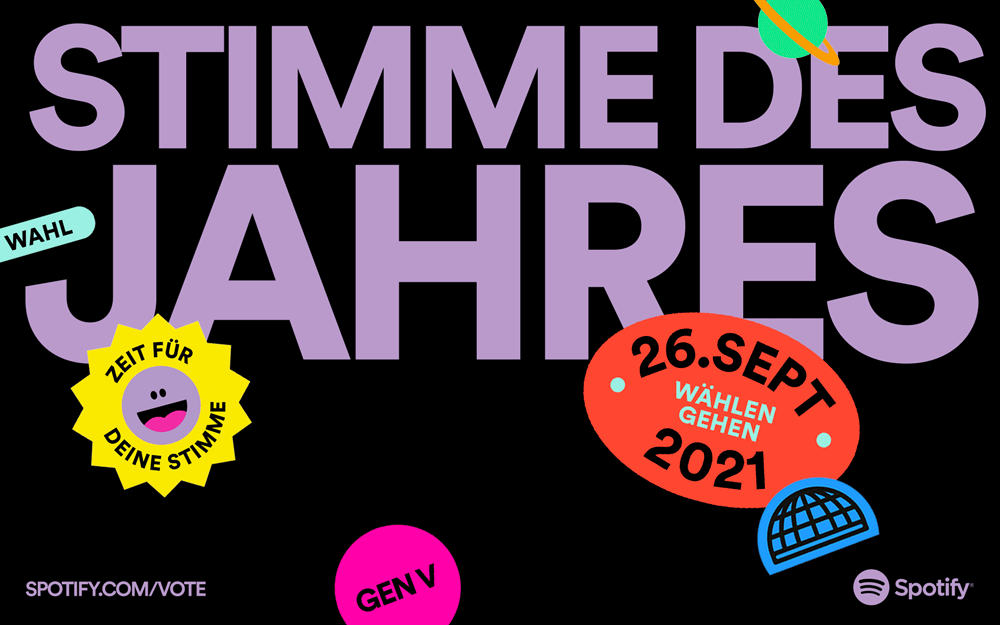 STIMME DES
JAHRES
WAHL
ZEIT FÜR
DEINE STIMME
26.SEPT
WÄHLEN
GEHEN
2021
GEN V
SPOTIFY.COM/VOTE
Spotify®